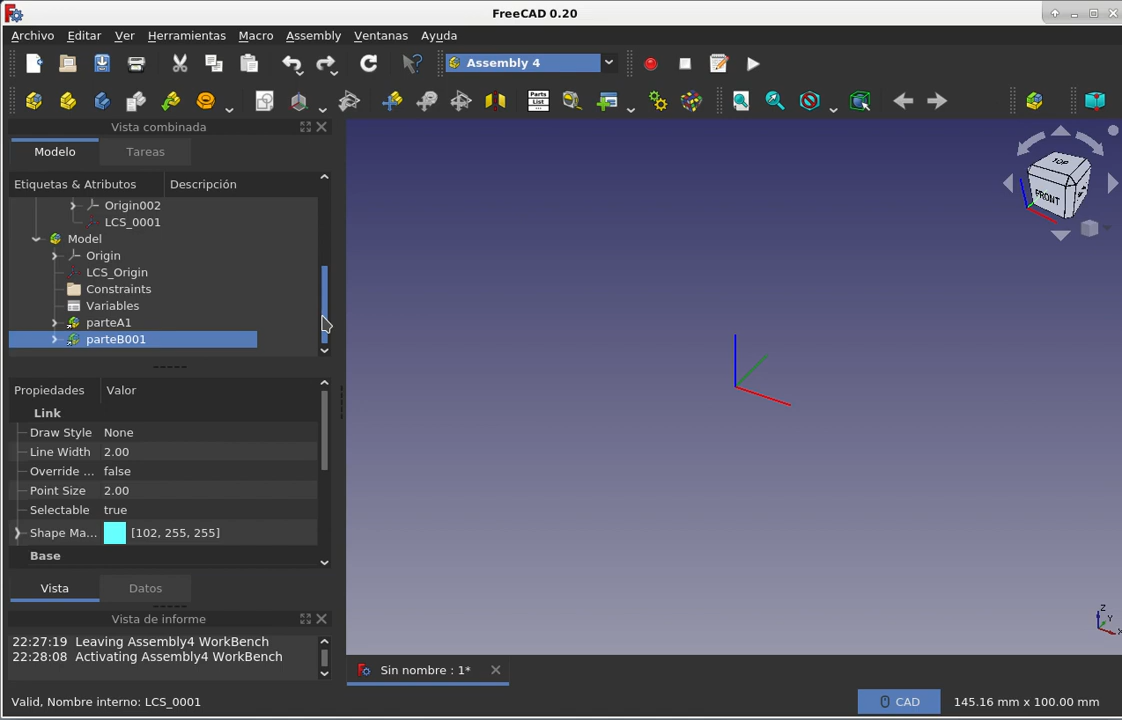 FreeCAD 0.20
Archivo Editar Ver Herramientas Macro Assembly Ventanas Ayuda
Assembly 4
Parts List
Vista combinada
Modelo Tareas
Etiquetas & Atributos Descripción
Origin002
LCS_0001
Model
Origin
LCS_Origin
Constraints
Variables
parteA1
parteB001
Propiedades Valor
Link
Draw Style None
Line Width 2.00
Override ... false
Point Size 2.00
Selectable true
Shape Ma... [102, 255, 255]
Base
Vista Datos
Vista de informe
22:27:19 Leaving Assembly4 WorkBench
22:28:08 Activating Assembly4 WorkBench
TOP
FRONT
Z
Y
X
Sin nombre : 1*
Valid, Nombre interno: LCS_0001
CAD
145.16 mm x 100.00 mm